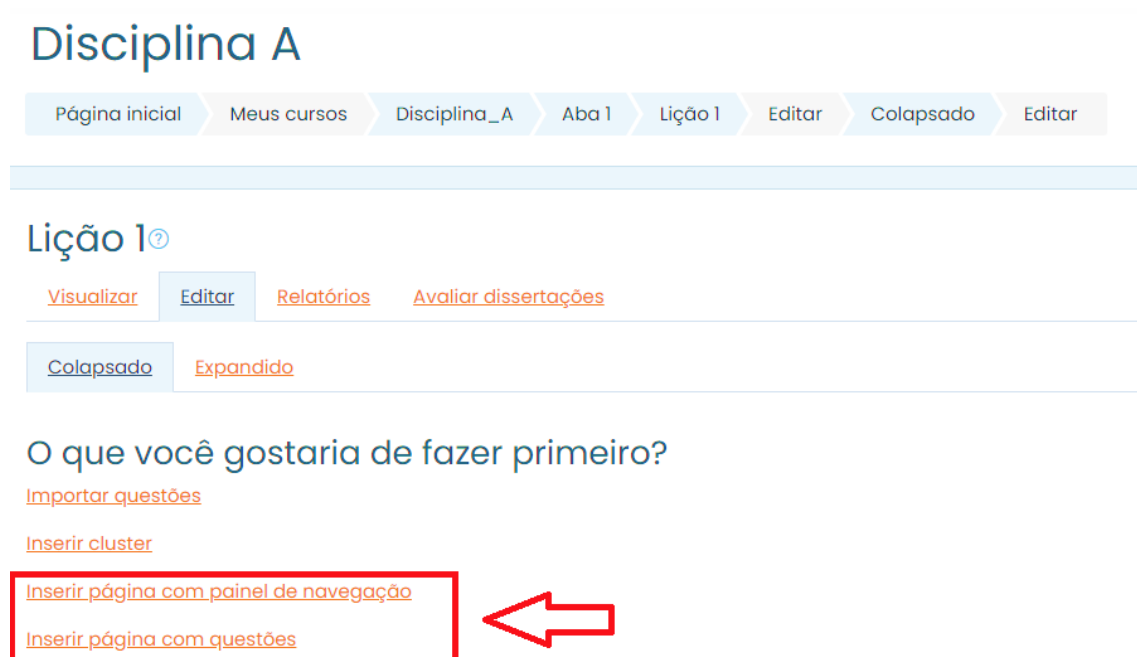 Disciplina A
Página inicial Meus cursos Disciplina_A Aba 1 Lição 1 Editar Colapsado Editar
Lição 1
Visualizar Editar Relatórios Avaliar dissertações
Colapsado Expandido
O que você gostaria de fazer primeiro?
Importar questões
Inserir cluster
Inserir página com painel de navegação
Inserir página com questões